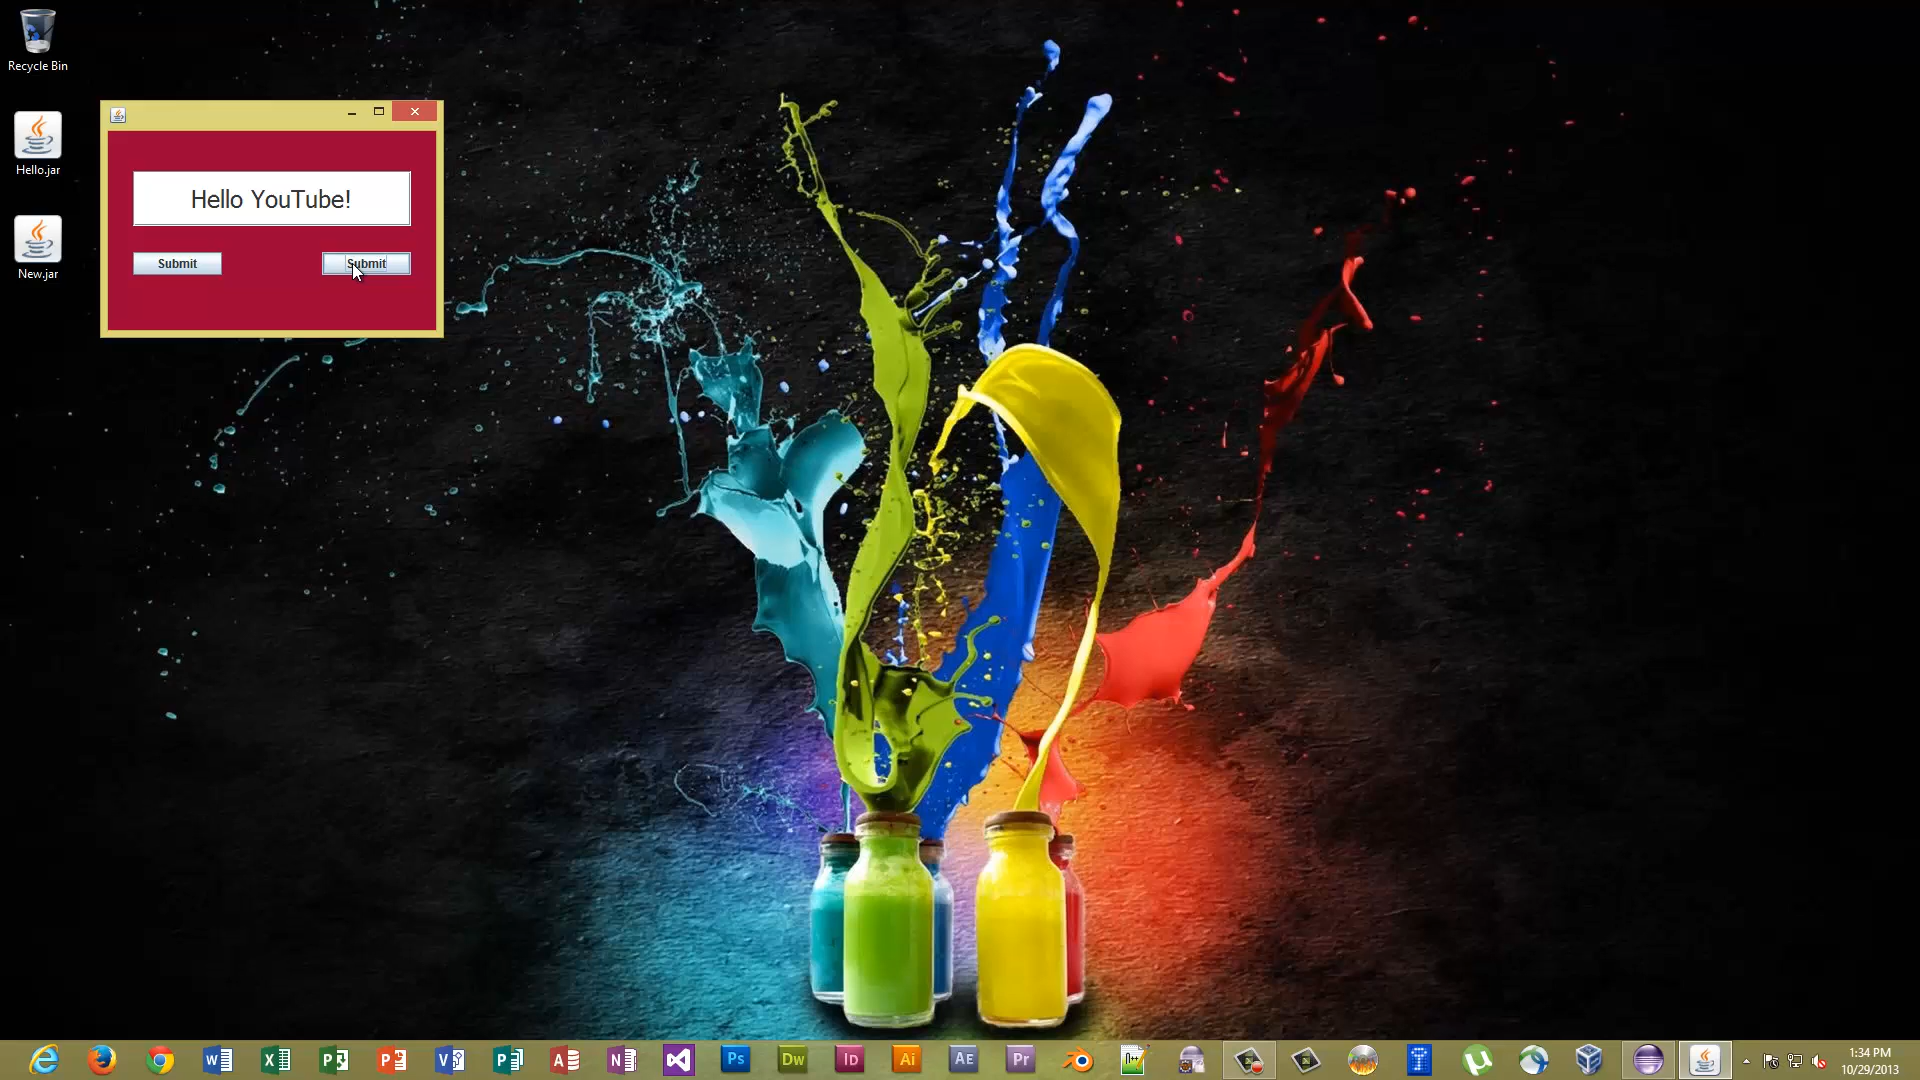 Recycle Bin
Hello.jar
New.jar
Hello YouTube!
Submit
Submit
Ps
Dw
Id
Ai
AE
Pr
1:34 PM
10/29/2013